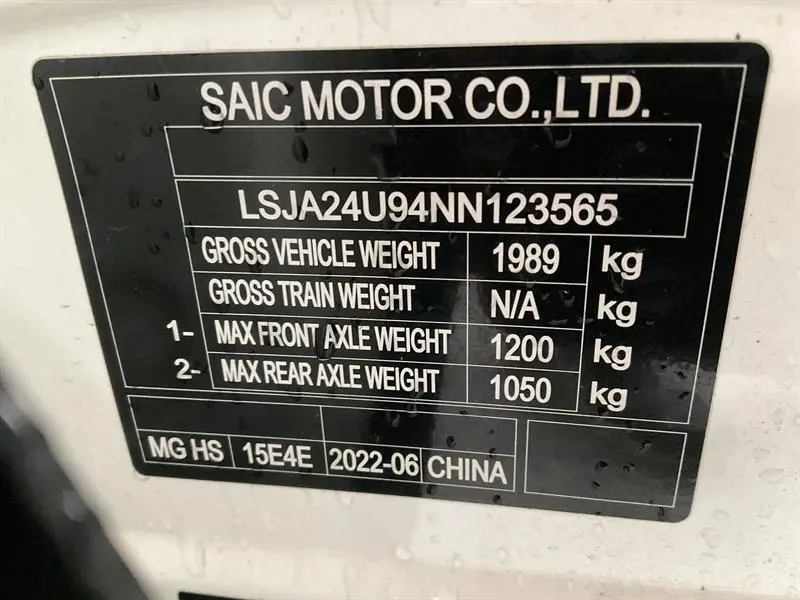 SAIC MOTOR CO.,LTD.
LSJA24U94NN123565
GROSS VEHICLE WEIGHT 1989 kg
GROSS TRAIN WEIGHT N/A kg
1- MAX FRONT AXLE WEIGHT 1200 kg
2- MAX REAR AXLE WEIGHT 1050 kg
MG HS 15E4E 2022-06 CHINA